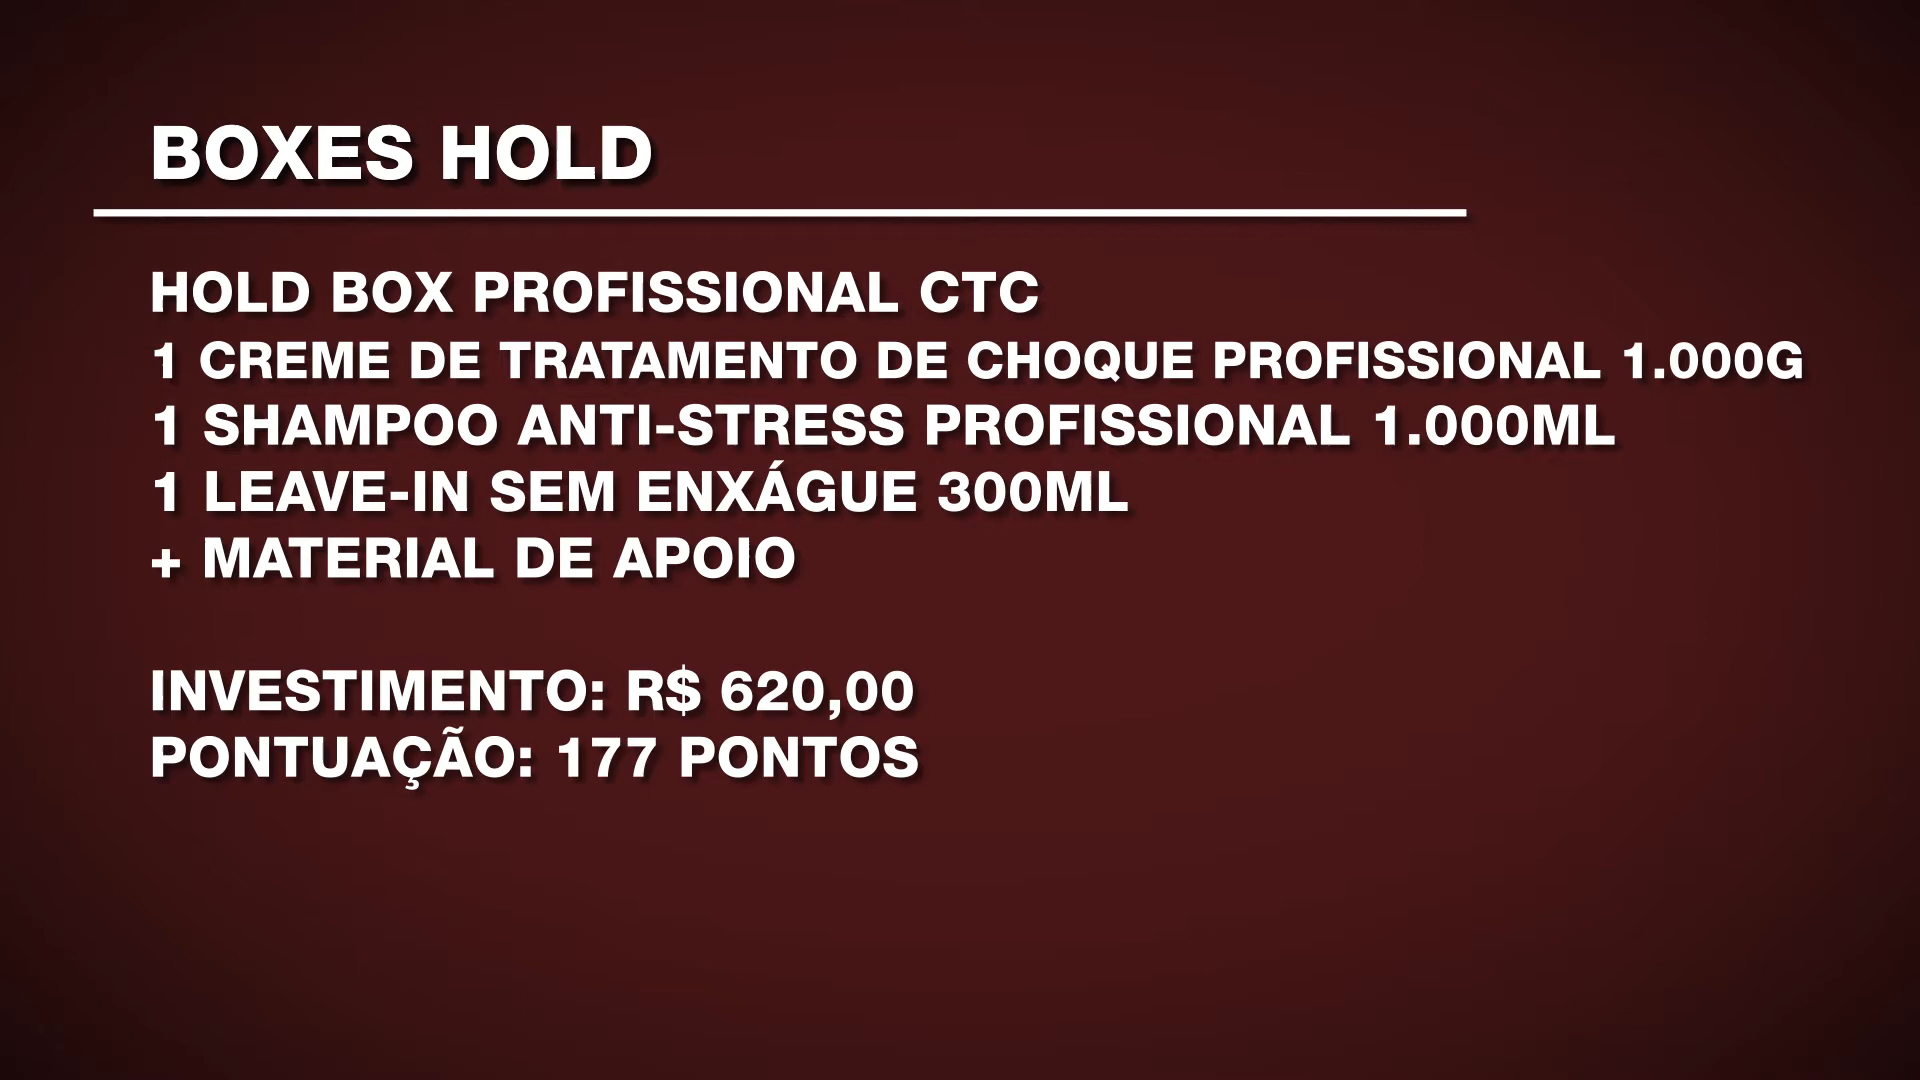 BOXES HOLD
HOLD BOX PROFISSIONAL CTC
1 CREME DE TRATAMENTO DE CHOQUE PROFISSIONAL 1.000G
1 SHAMPOO ANTI-STRESS PROFISSIONAL 1.000ML
1 LEAVE-IN SEM ENXÁGUE 300ML
+ MATERIAL DE APOIO
INVESTIMENTO: R$ 620,00
PONTUAÇÃO: 177 PONTOS